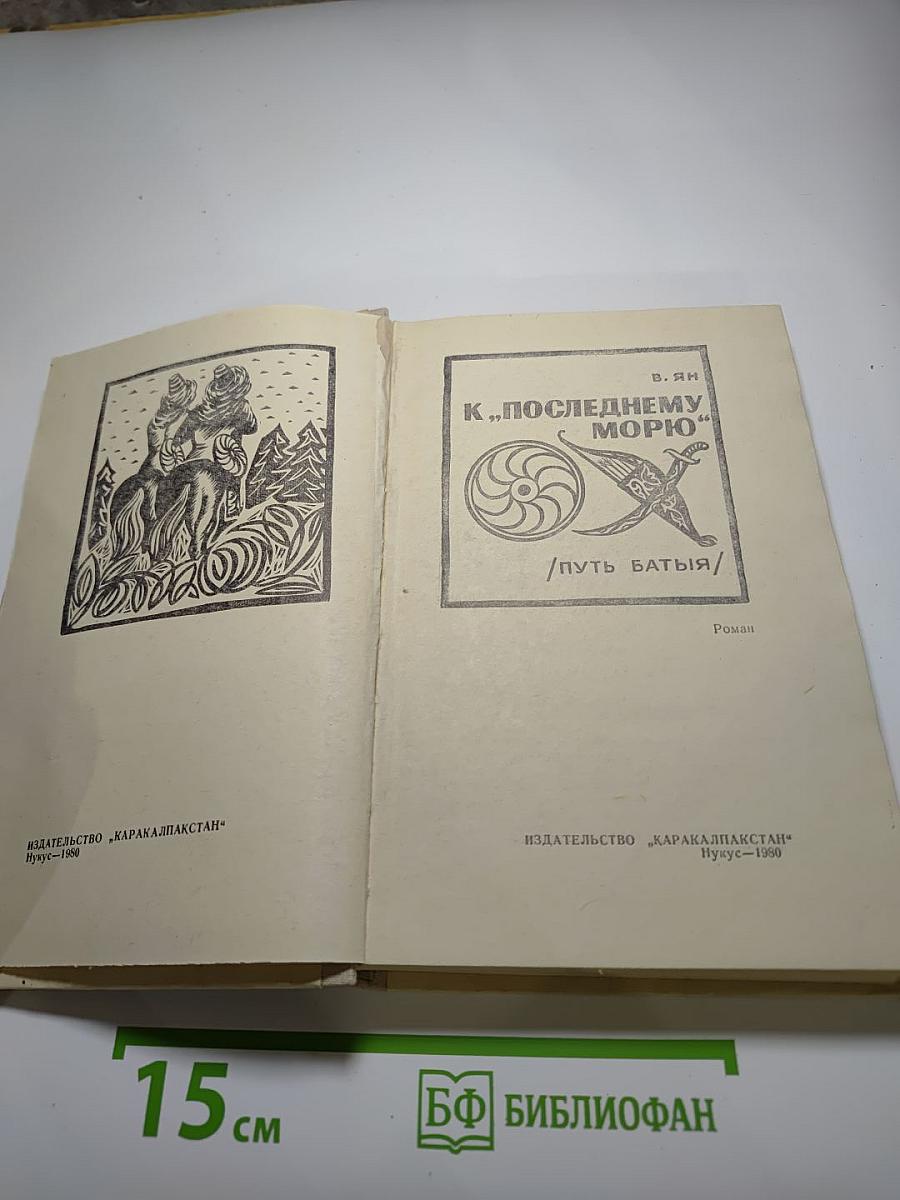 ИЗДАТЕЛЬСТВО „КАРАКАЛПАКСТАН“
Нукус—1980
В. ЯН
К „ПОСЛЕДНЕМУ
МОРЮ“
/ПУТЬ БАТЫЯ/
Роман
ИЗДАТЕЛЬСТВО „КАРАКАЛПАКСТАН“
Нукус—1980
15 см
БФ БИБЛИОФАН